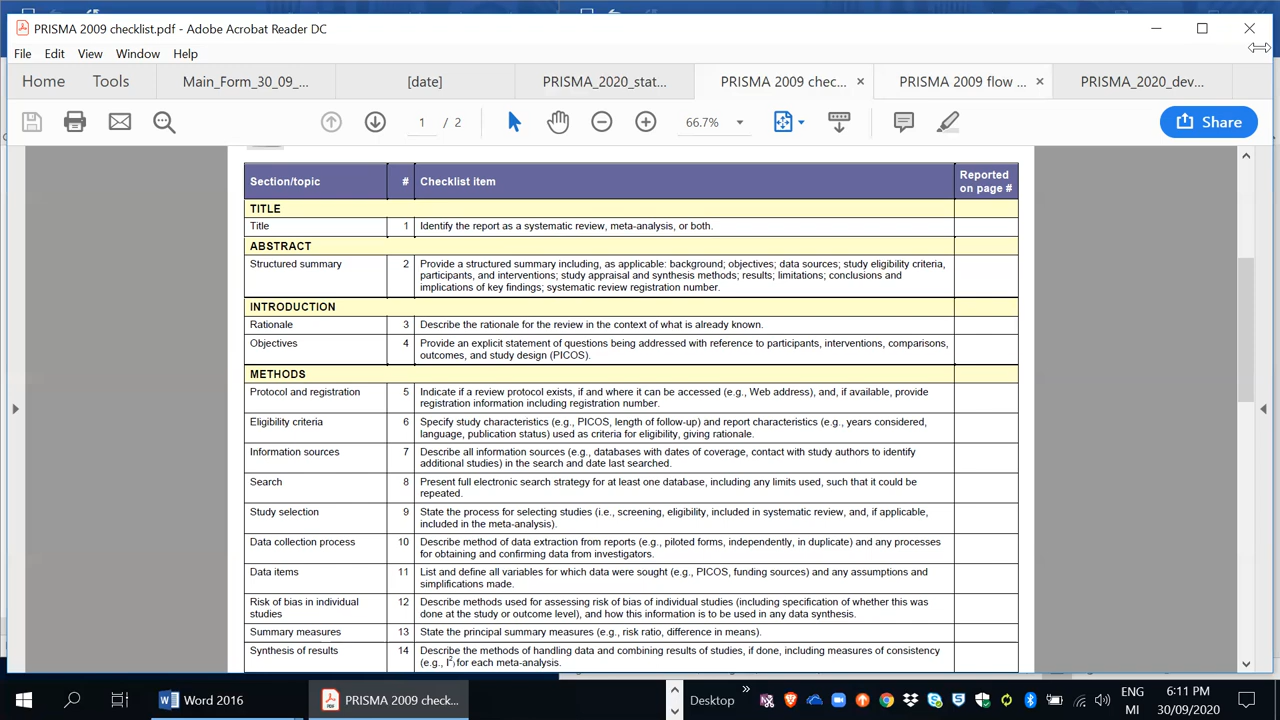 PRISMA 2009 checklist.pdf - Adobe Acrobat Reader DC
File Edit View Window Help
Home Tools Main_Form_30_09_... [date] PRISMA_2020_stat... PRISMA 2009 chec... × PRISMA 2009 flow ... × PRISMA_2020_dev...
1 / 2 66.7% Share
Section/topic # Checklist item Reported
on page #
TITLE
Title 1 Identify the report as a systematic review, meta-analysis, or both.
ABSTRACT
Structured summary 2 Provide a structured summary including, as applicable: background; objectives; data sources; study eligibility criteria,
participants, and interventions; study appraisal and synthesis methods; results; limitations; conclusions and
implications of key findings; systematic review registration number.
INTRODUCTION
Rationale 3 Describe the rationale for the review in the context of what is already known.
Objectives 4 Provide an explicit statement of questions being addressed with reference to participants, interventions, comparisons,
outcomes, and study design (PICOS).
METHODS
Protocol and registration 5 Indicate if a review protocol exists, if and where it can be accessed (e.g., Web address), and, if available, provide
registration information including registration number.
Eligibility criteria 6 Specify study characteristics (e.g., PICOS, length of follow-up) and report characteristics (e.g., years considered,
language, publication status) used as criteria for eligibility, giving rationale.
Information sources 7 Describe all information sources (e.g., databases with dates of coverage, contact with study authors to identify
additional studies) in the search and date last searched.
Search 8 Present full electronic search strategy for at least one database, including any limits used, such that it could be
repeated.
Study selection 9 State the process for selecting studies (i.e., screening, eligibility, included in systematic review, and, if applicable,
included in the meta-analysis).
Data collection process 10 Describe method of data extraction from reports (e.g., piloted forms, independently, in duplicate) and any processes
for obtaining and confirming data from investigators.
Data items 11 List and define all variables for which data were sought (e.g., PICOS, funding sources) and any assumptions and
simplifications made.
Risk of bias in individual 12 Describe methods used for assessing risk of bias of individual studies (including specification of whether this was
studies done at the study or outcome level), and how this information is to be used in any data synthesis.
Summary measures 13 State the principal summary measures (e.g., risk ratio, difference in means).
Synthesis of results 14 Describe the methods of handling data and combining results of studies, if done, including measures of consistency
(e.g., I²) for each meta-analysis.
Word 2016 PRISMA 2009 check... Desktop » ENG 6:11 PM
MI 30/09/2020